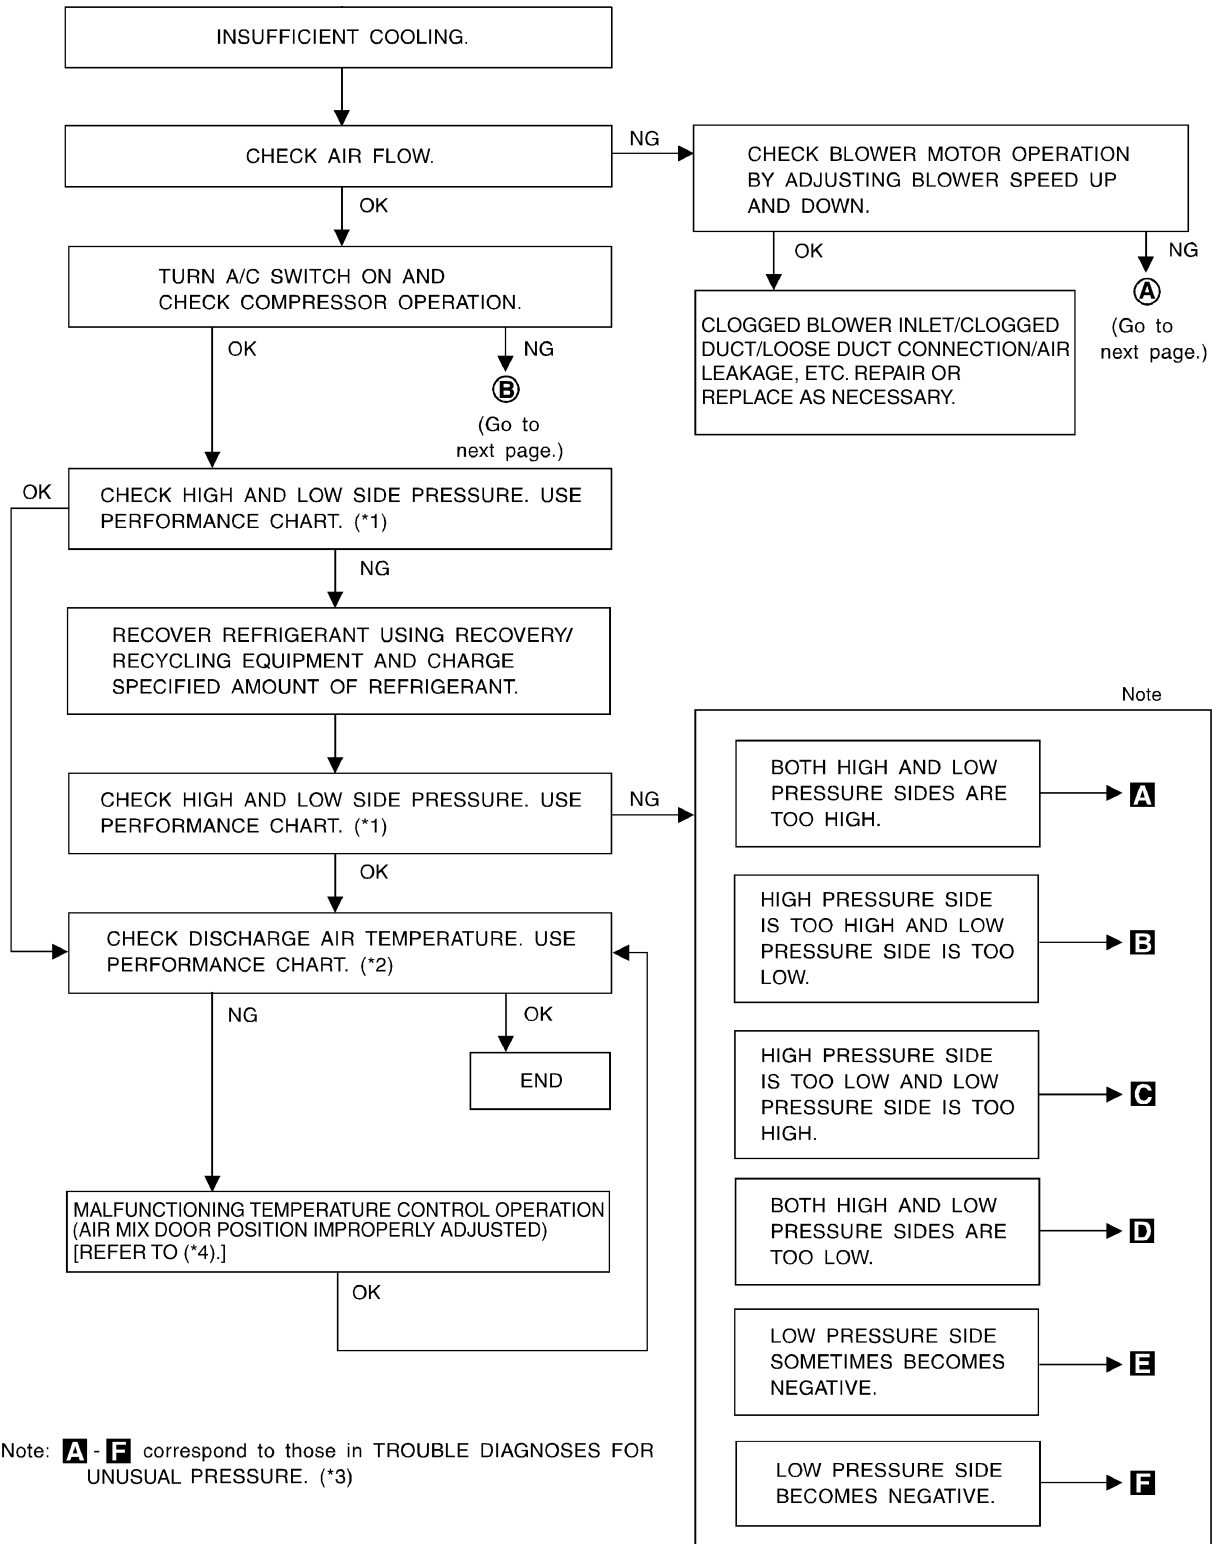 INSUFFICIENT COOLING.
CHECK AIR FLOW.
NG
CHECK BLOWER MOTOR OPERATION
BY ADJUSTING BLOWER SPEED UP
AND DOWN.
OK
OK
NG
TURN A/C SWITCH ON AND
CHECK COMPRESSOR OPERATION.
A
(Go to
next page.)
CLOGGED BLOWER INLET/CLOGGED
DUCT/LOOSE DUCT CONNECTION/AIR
LEAKAGE, ETC. REPAIR OR
REPLACE AS NECESSARY.
OK
NG
B
(Go to
next page.)
OK
CHECK HIGH AND LOW SIDE PRESSURE. USE
PERFORMANCE CHART. (*1)
NG
RECOVER REFRIGERANT USING RECOVERY/
RECYCLING EQUIPMENT AND CHARGE
SPECIFIED AMOUNT OF REFRIGERANT.
CHECK HIGH AND LOW SIDE PRESSURE. USE
PERFORMANCE CHART. (*1)
NG
OK
CHECK DISCHARGE AIR TEMPERATURE. USE
PERFORMANCE CHART. (*2)
NG
OK
END
MALFUNCTIONING TEMPERATURE CONTROL OPERATION
(AIR MIX DOOR POSITION IMPROPERLY ADJUSTED)
[REFER TO (*4).]
OK
Note
BOTH HIGH AND LOW
PRESSURE SIDES ARE
TOO HIGH.
A
HIGH PRESSURE SIDE
IS TOO HIGH AND LOW
PRESSURE SIDE IS TOO
LOW.
B
HIGH PRESSURE SIDE
IS TOO LOW AND LOW
PRESSURE SIDE IS TOO
HIGH.
C
BOTH HIGH AND LOW
PRESSURE SIDES ARE
TOO LOW.
D
LOW PRESSURE SIDE
SOMETIMES BECOMES
NEGATIVE.
E
LOW PRESSURE SIDE
BECOMES NEGATIVE.
F
Note: A - F correspond to those in TROUBLE DIAGNOSES FOR
UNUSUAL PRESSURE. (*3)